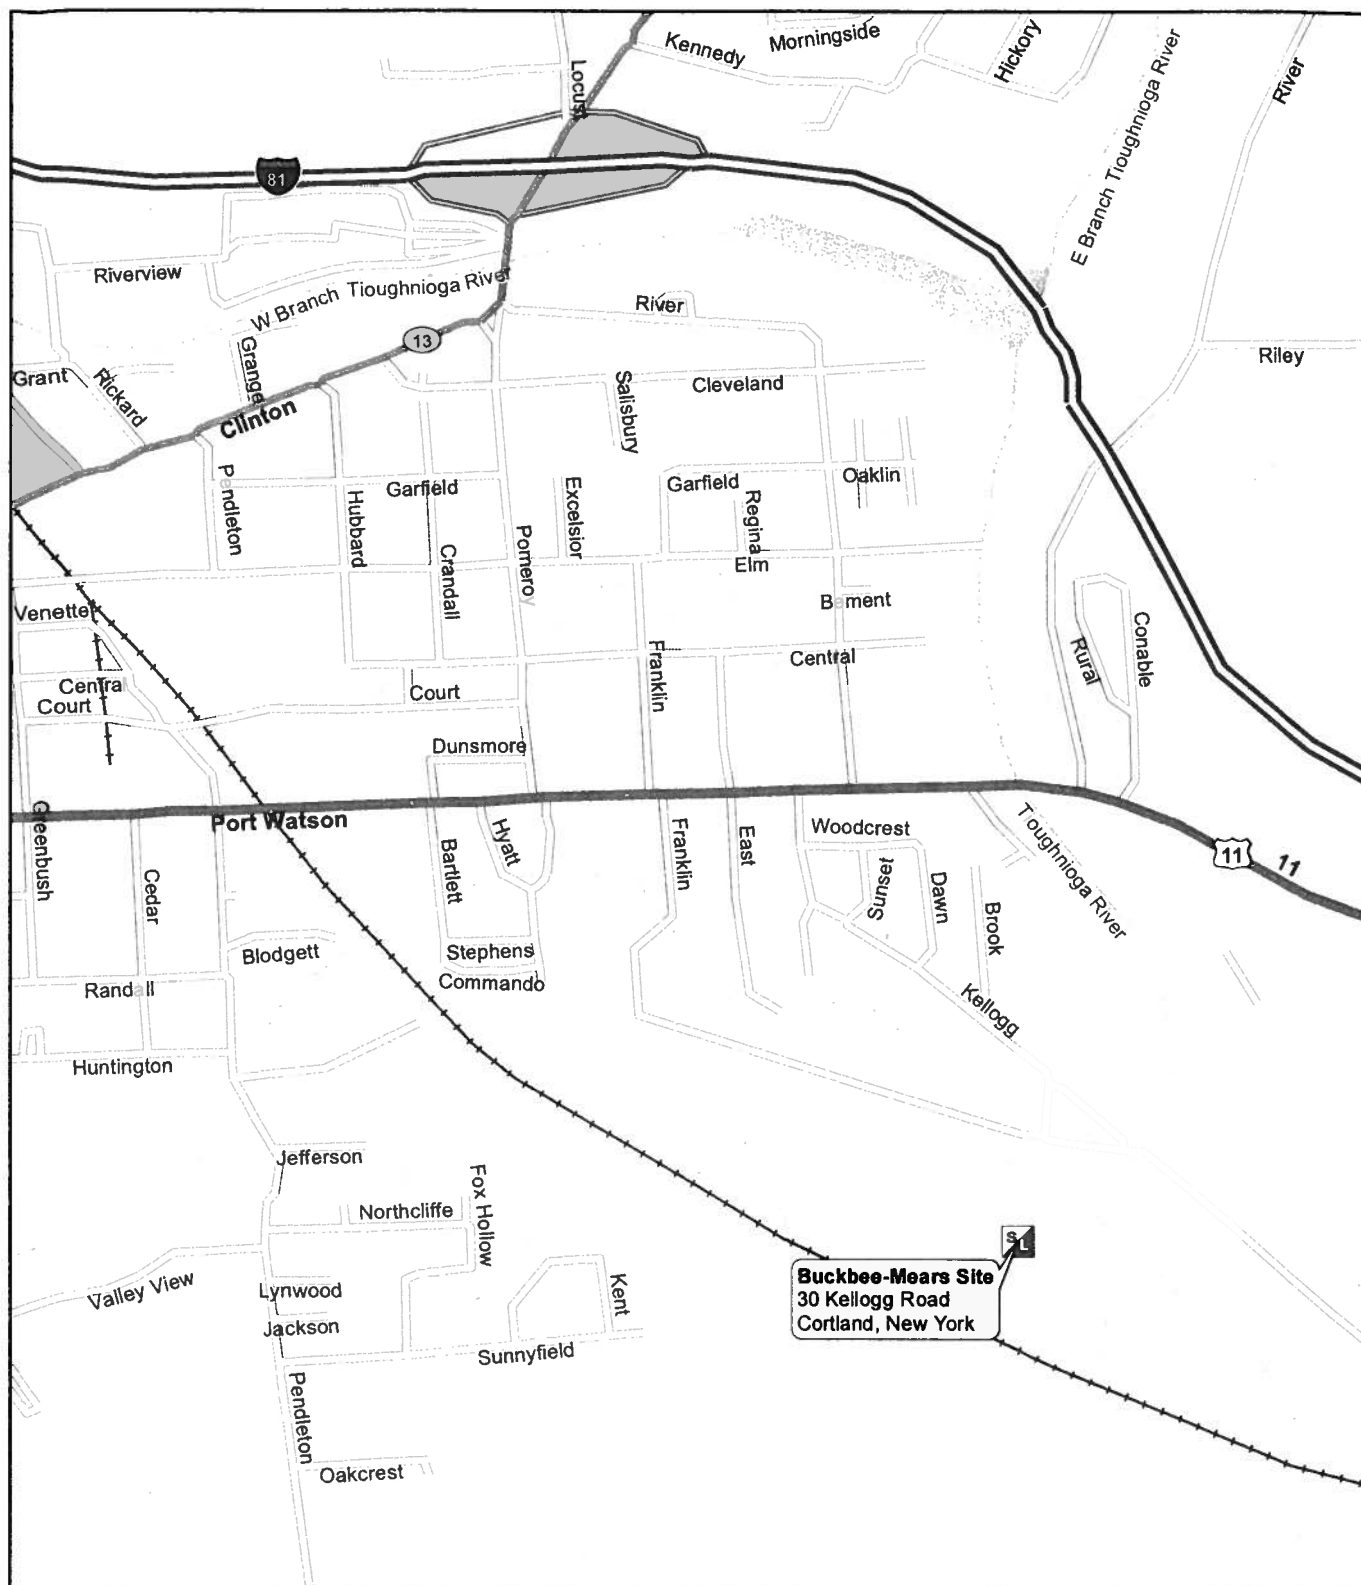 Kennedy
Morningside
Hickory
River
Locust
E Branch Tioughnioga River
81
Riverview
W Branch Tioughnioga River
River
13
Riley
Grant
Rickard
Grange
Clinton
Salisbury
Cleveland
Pendleton
Garfield
Hubbard
Crandall
Pomeroy
Excelsior
Garfield
Regina
Oaklin
Elm
Venette
Bement
Central
Court
Court
Franklin
Central
Rural
Conable
Dunsmore
Greenbush
Port Watson
Cedar
Bartlett
Hyatt
Franklin
East
Woodcrest
Sunset
Dawn
Brook
Tioughnioga River
11
11
Blodgett
Stephens
Commando
Randall
Kellogg
Huntington
Jefferson
Northcliffe
Fox Hollow
Valley View
Lynwood
Jackson
Kent
Sunnyfield
Pendleton
Oakcrest
SL
Buckbee-Mears Site
30 Kellogg Road
Cortland, New York